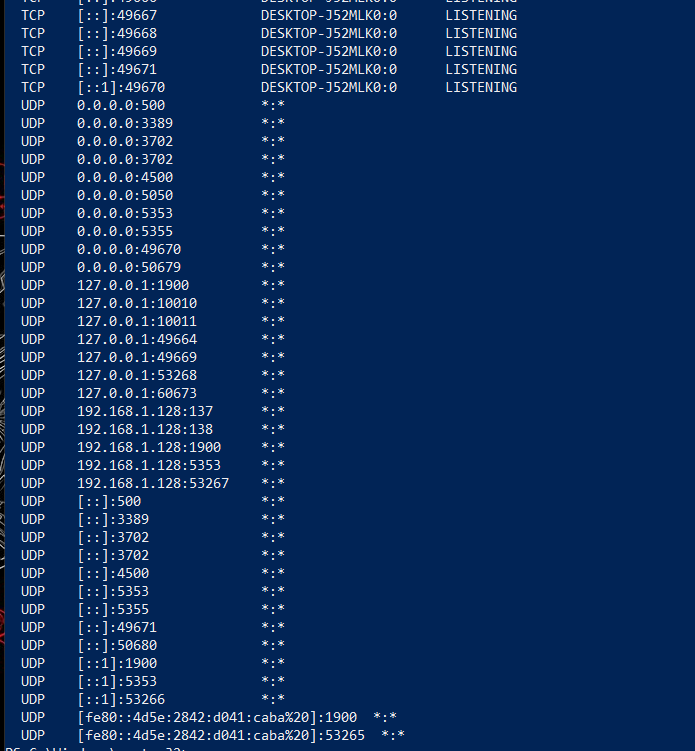 TCP [::]:49667 DESKTOP-J52MLK0:0 LISTENING
TCP [::]:49668 DESKTOP-J52MLK0:0 LISTENING
TCP [::]:49669 DESKTOP-J52MLK0:0 LISTENING
TCP [::]:49671 DESKTOP-J52MLK0:0 LISTENING
TCP [::1]:49670 DESKTOP-J52MLK0:0 LISTENING
UDP 0.0.0.0:500 *:*
UDP 0.0.0.0:3389 *:*
UDP 0.0.0.0:3702 *:*
UDP 0.0.0.0:3702 *:*
UDP 0.0.0.0:4500 *:*
UDP 0.0.0.0:5050 *:*
UDP 0.0.0.0:5353 *:*
UDP 0.0.0.0:5355 *:*
UDP 0.0.0.0:49670 *:*
UDP 0.0.0.0:50679 *:*
UDP 127.0.0.1:1900 *:*
UDP 127.0.0.1:10010 *:*
UDP 127.0.0.1:10011 *:*
UDP 127.0.0.1:49664 *:*
UDP 127.0.0.1:49669 *:*
UDP 127.0.0.1:53268 *:*
UDP 127.0.0.1:60673 *:*
UDP 192.168.1.128:137 *:*
UDP 192.168.1.128:138 *:*
UDP 192.168.1.128:1900 *:*
UDP 192.168.1.128:5353 *:*
UDP 192.168.1.128:53267 *:*
UDP [::]:500 *:*
UDP [::]:3389 *:*
UDP [::]:3702 *:*
UDP [::]:3702 *:*
UDP [::]:4500 *:*
UDP [::]:5353 *:*
UDP [::]:5355 *:*
UDP [::]:49671 *:*
UDP [::]:50680 *:*
UDP [::1]:1900 *:*
UDP [::1]:5353 *:*
UDP [::1]:53266 *:*
UDP [fe80::4d5e:2842:d041:caba%20]:1900 *:*
UDP [fe80::4d5e:2842:d041:caba%20]:53265 *:*